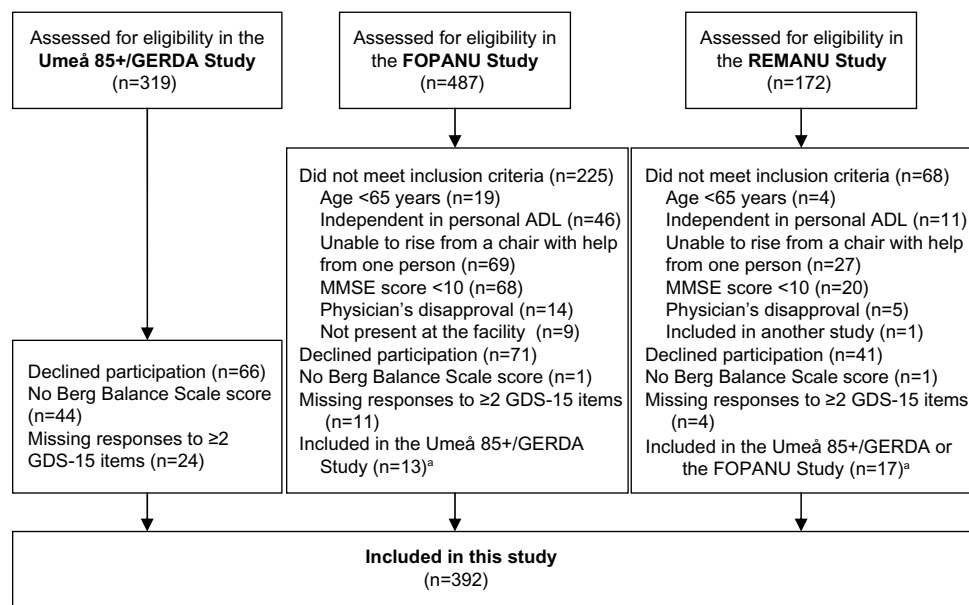 Assessed for eligibility in the
Umeå 85+/GERDA Study
(n=319)
Assessed for eligibility in
the FOPANU Study
(n=487)
Assessed for eligibility in
the REMANU Study
(n=172)
Declined participation (n=66)
No Berg Balance Scale score
(n=44)
Missing responses to ≥2
GDS-15 items (n=24)
Did not meet inclusion criteria (n=225)
Age <65 years (n=19)
Independent in personal ADL (n=46)
Unable to rise from a chair with help
from one person (n=69)
MMSE score <10 (n=68)
Physician’s disapproval (n=14)
Not present at the facility (n=9)
Declined participation (n=71)
No Berg Balance Scale score (n=1)
Missing responses to ≥2 GDS-15 items
(n=11)
Included in the Umeå 85+/GERDA
Study (n=13)ᵃ
Did not meet inclusion criteria (n=68)
Age <65 years (n=4)
Independent in personal ADL (n=11)
Unable to rise from a chair with help
from one person (n=27)
MMSE score <10 (n=20)
Physician’s disapproval (n=5)
Included in another study (n=1)
Declined participation (n=41)
No Berg Balance Scale score (n=1)
Missing responses to ≥2 GDS-15 items
(n=4)
Included in the Umeå 85+/GERDA or
the FOPANU Study (n=17)ᵃ
Included in this study
(n=392)